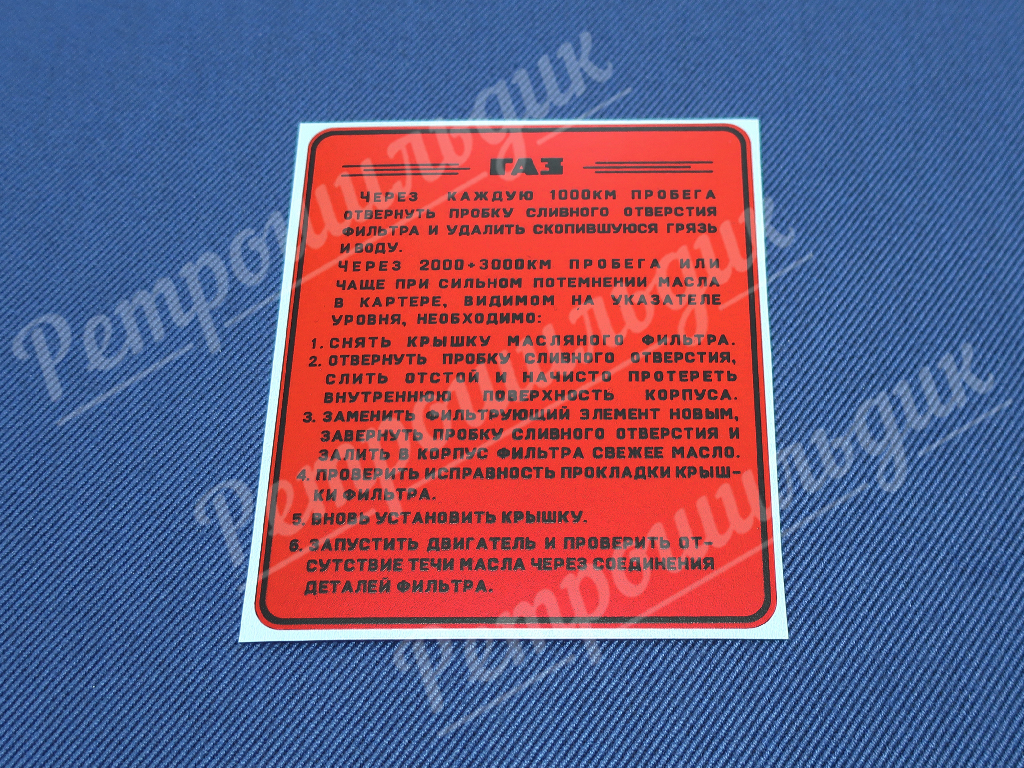 ГАЗ
ЧЕРЕЗ КАЖДУЮ 1000КМ ПРОБЕГА
ОТВЕРНУТЬ ПРОБКУ СЛИВНОГО ОТВЕРСТИЯ
ФИЛЬТРА И УДАЛИТЬ СКОПИВШУЮСЯ ГРЯЗЬ
И ВОДУ.
ЧЕРЕЗ 2000÷3000КМ ПРОБЕГА ИЛИ
ЧАЩЕ ПРИ СИЛЬНОМ ПОТЕМНЕНИИ МАСЛА
В КАРТЕРЕ, ВИДИМОМ НА УКАЗАТЕЛЕ
УРОВНЯ, НЕОБХОДИМО:
1. СНЯТЬ КРЫШКУ МАСЛЯНОГО ФИЛЬТРА.
2. ОТВЕРНУТЬ ПРОБКУ СЛИВНОГО ОТВЕРСТИЯ,
СЛИТЬ ОТСТОЙ И НАЧИСТО ПРОТЕРЕТЬ
ВНУТРЕННЮЮ ПОВЕРХНОСТЬ КОРПУСА.
3. ЗАМЕНИТЬ ФИЛЬТРУЮЩИЙ ЭЛЕМЕНТ НОВЫМ,
ЗАВЕРНУТЬ ПРОБКУ СЛИВНОГО ОТВЕРСТИЯ И
ЗАЛИТЬ В КОРПУС ФИЛЬТРА СВЕЖЕЕ МАСЛО.
4. ПРОВЕРИТЬ ИСПРАВНОСТЬ ПРОКЛАДКИ КРЫШ-
КИ ФИЛЬТРА.
5. ВНОВЬ УСТАНОВИТЬ КРЫШКУ.
6. ЗАПУСТИТЬ ДВИГАТЕЛЬ И ПРОВЕРИТЬ ОТ-
СУТСТВИЕ ТЕЧИ МАСЛА ЧЕРЕЗ СОЕДИНЕНИЯ
ДЕТАЛЕЙ ФИЛЬТРА.
Ретрошильдик
Ретрошильдик
Ретрошильдик